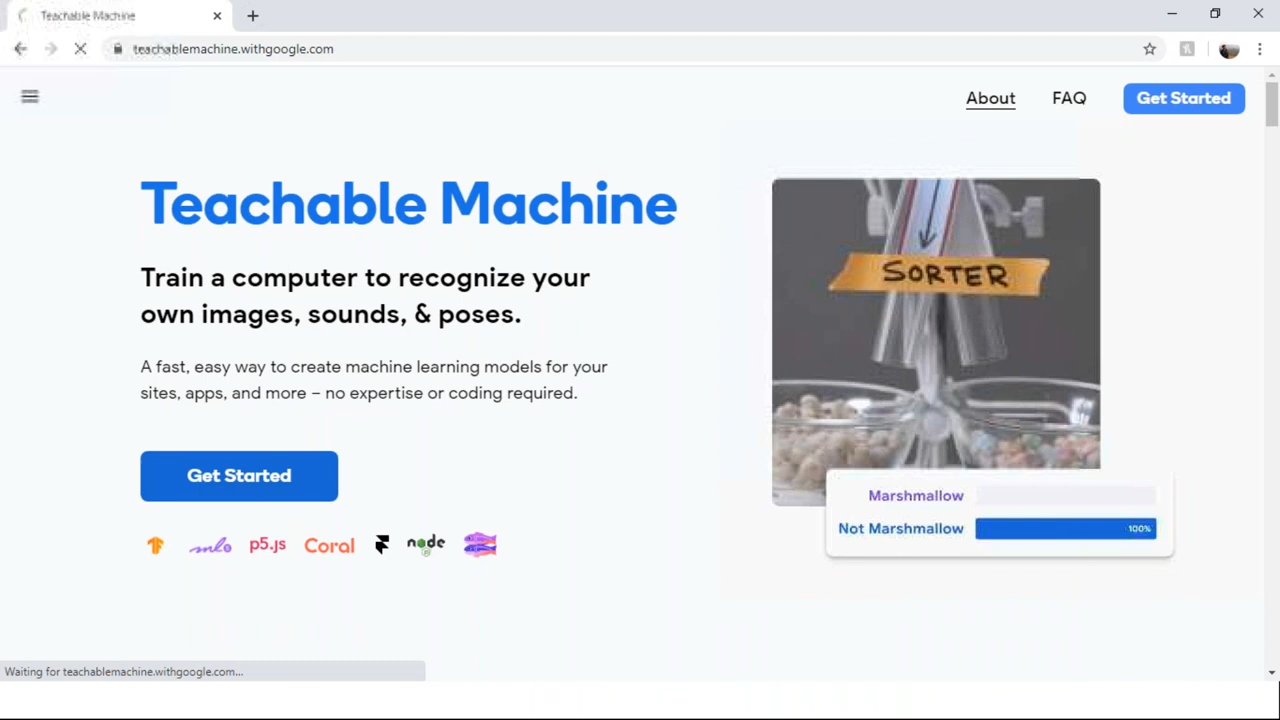 Teachable Machine
teachablemachine.withgoogle.com
About FAQ Get Started
Teachable Machine
Train a computer to recognize your
own images, sounds, & poses.
A fast, easy way to create machine learning models for your
sites, apps, and more – no expertise or coding required.
Get Started
ml5 p5.js Coral node
SORTER
Marshmallow
Not Marshmallow 100%
Waiting for teachablemachine.withgoogle.com...